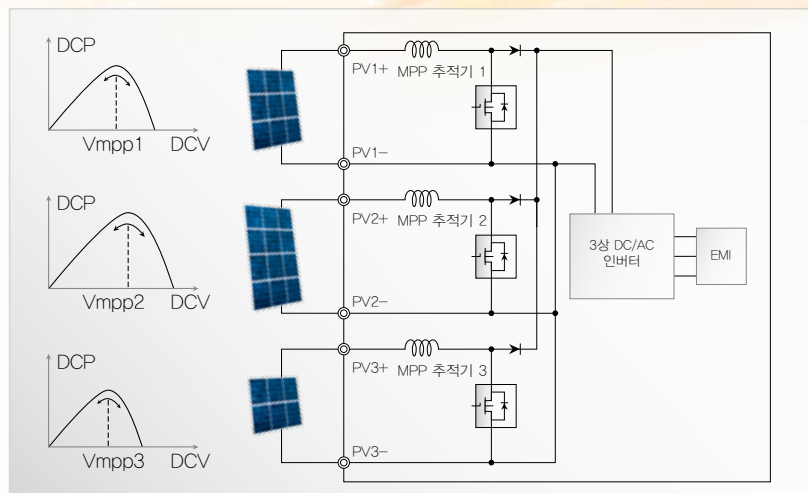 DCP
Vmpp1 DCV
PV1+ MPP 추적기 1
PV1−
DCP
Vmpp2 DCV
PV2+ MPP 추적기 2
PV2−
3상 DC/AC
인버터
EMI
DCP
Vmpp3 DCV
PV3+ MPP 추적기 3
PV3−